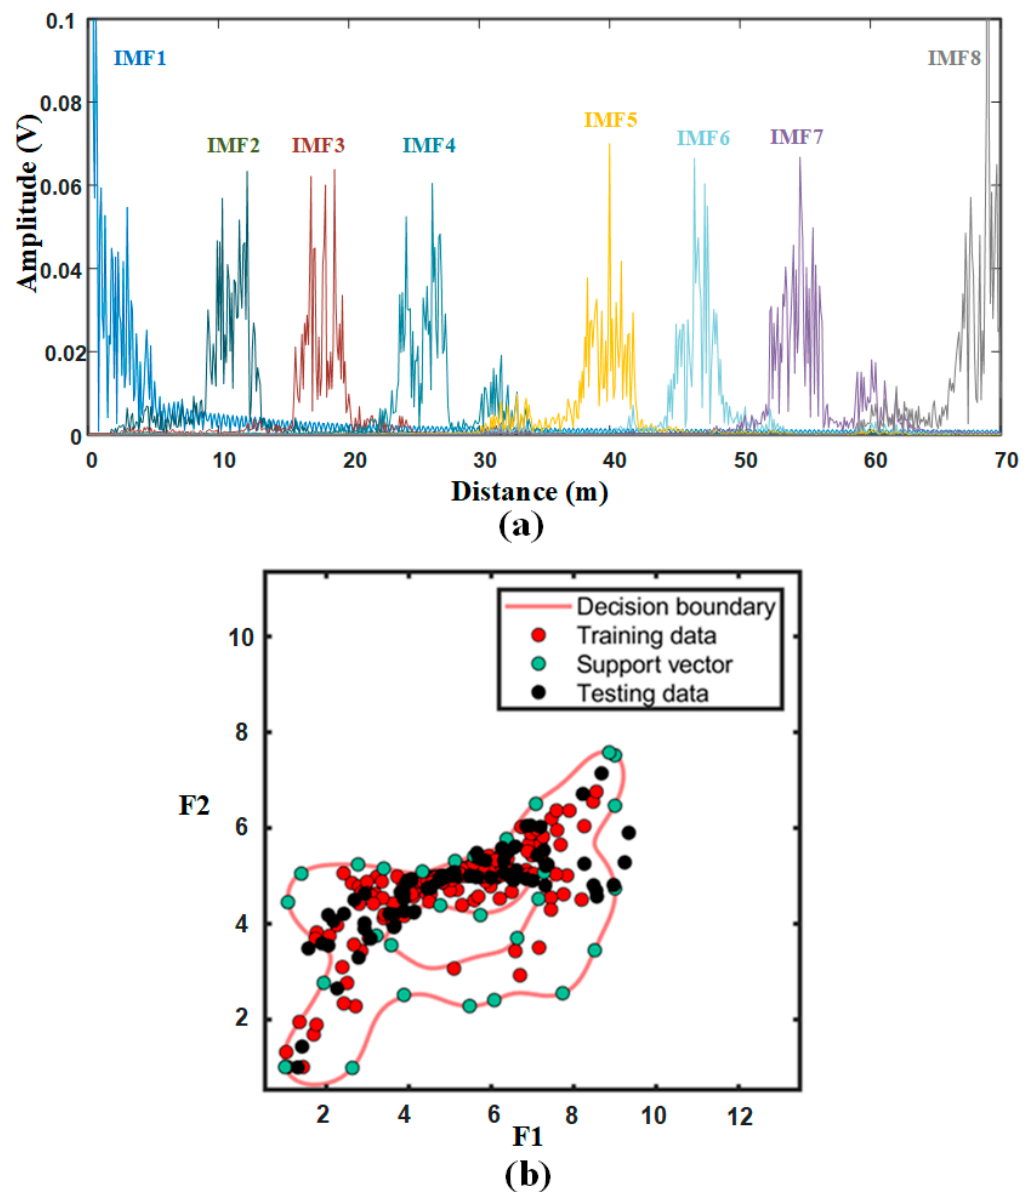 0.1
IMF1
IMF8
0.08
IMF2
IMF3
IMF4
IMF5
IMF6
IMF7
0.06
0.04
0.02
0
Amplitude (V)
0 10 20 30 40 50 60 70
Distance (m)
(a)
Decision boundary
Training data
Support vector
Testing data
10
8
6
4
2
F2
2 4 6 8 10 12
F1
(b)